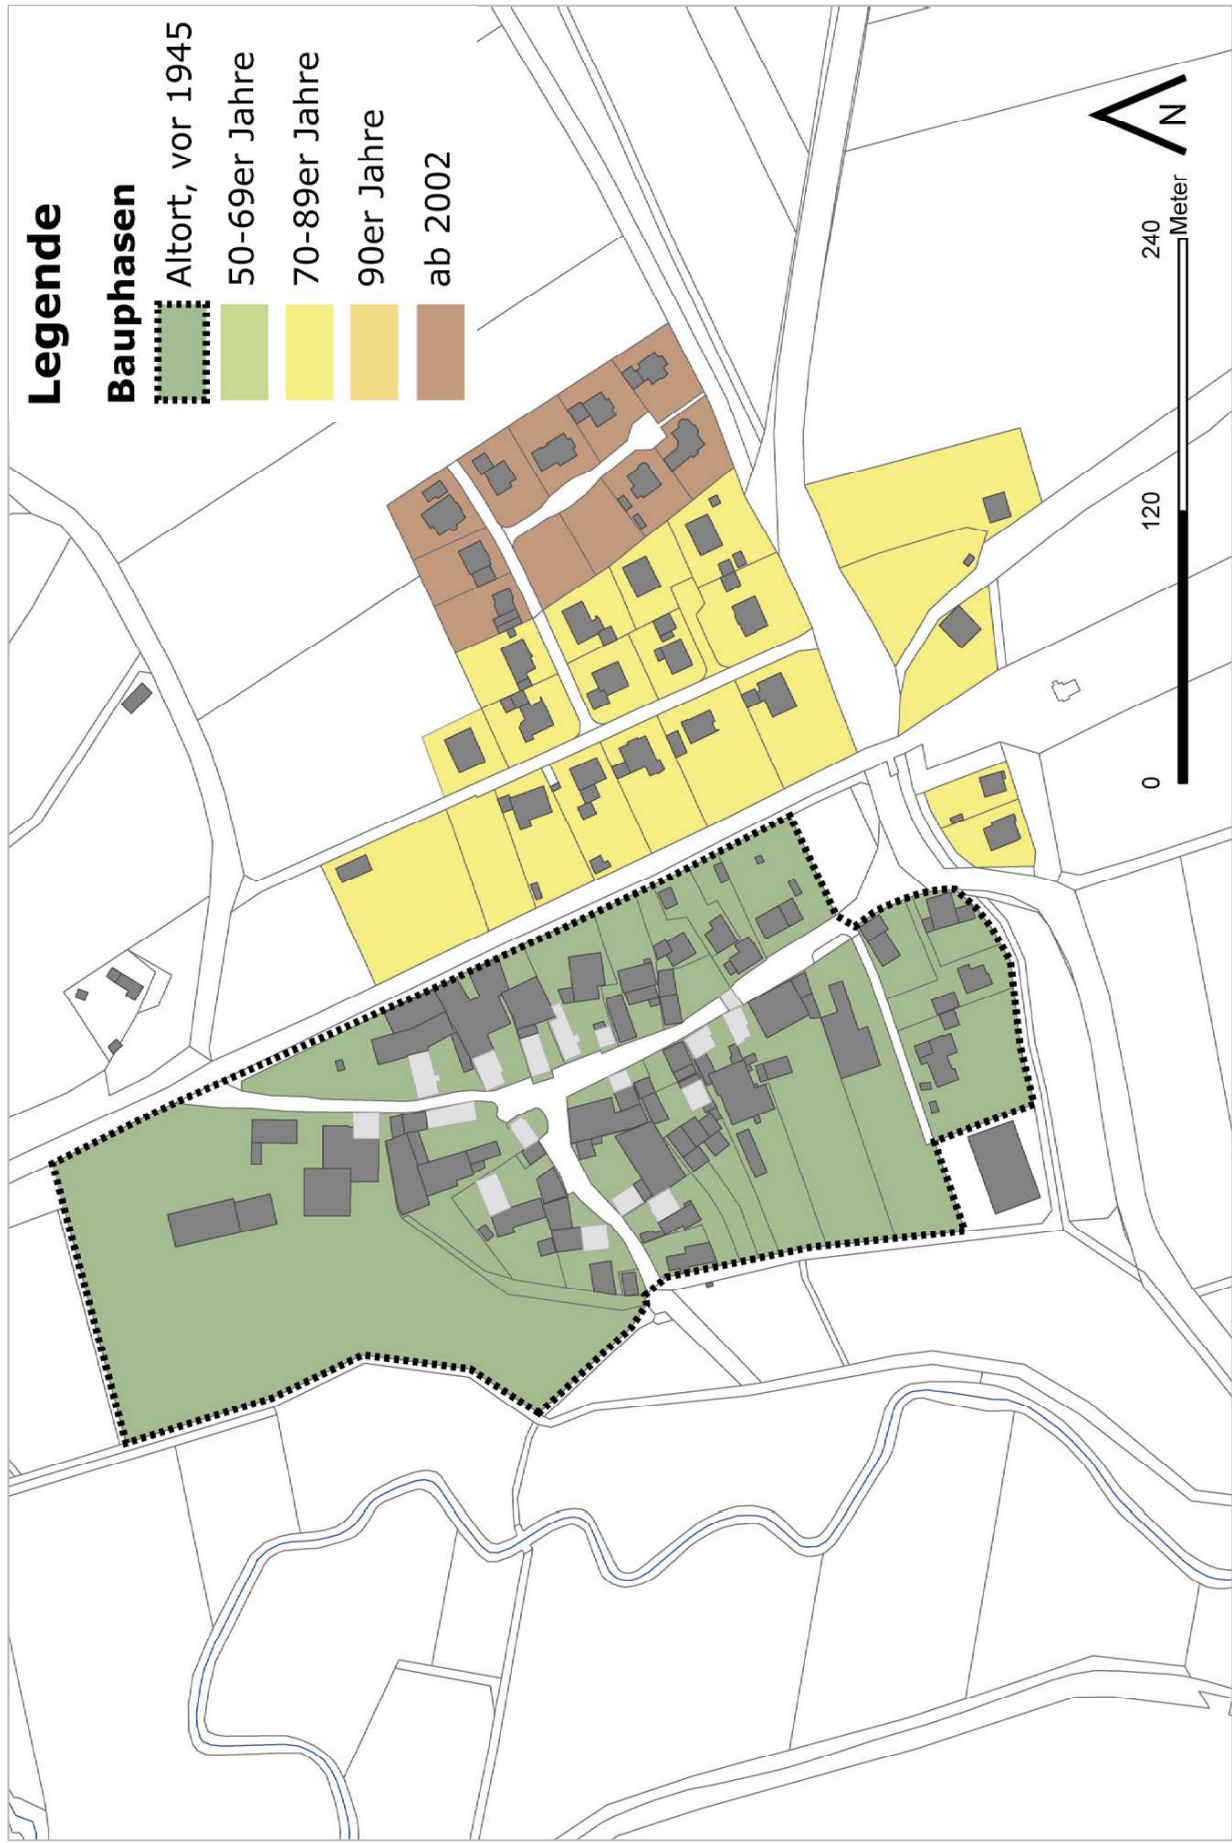 Legende
Bauphasen
Altort, vor 1945
50-69er Jahre
70-89er Jahre
90er Jahre
ab 2002
0 120 240
Meter
N